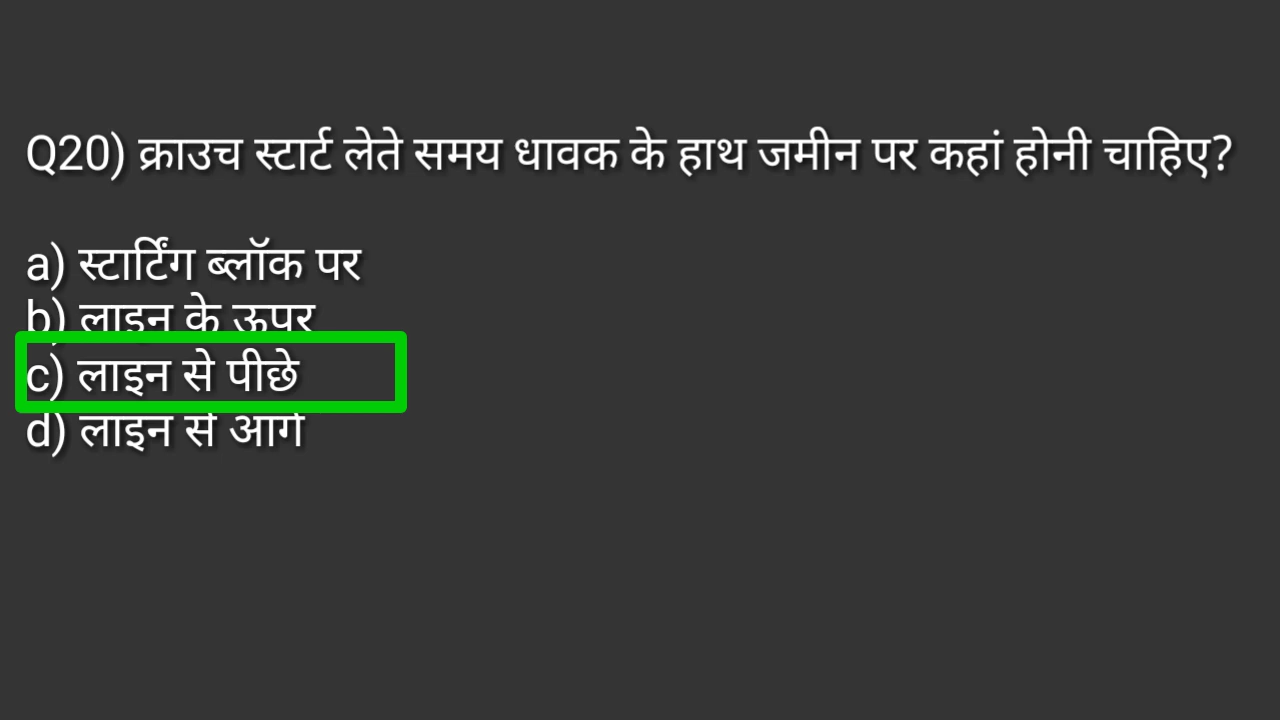 Q20) क्राउच स्टार्ट लेते समय धावक के हाथ जमीन पर कहां होनी चाहिए?
a) स्टार्टिंग ब्लॉक पर
b) लाइन के ऊपर
c) लाइन से पीछे
d) लाइन से आगे